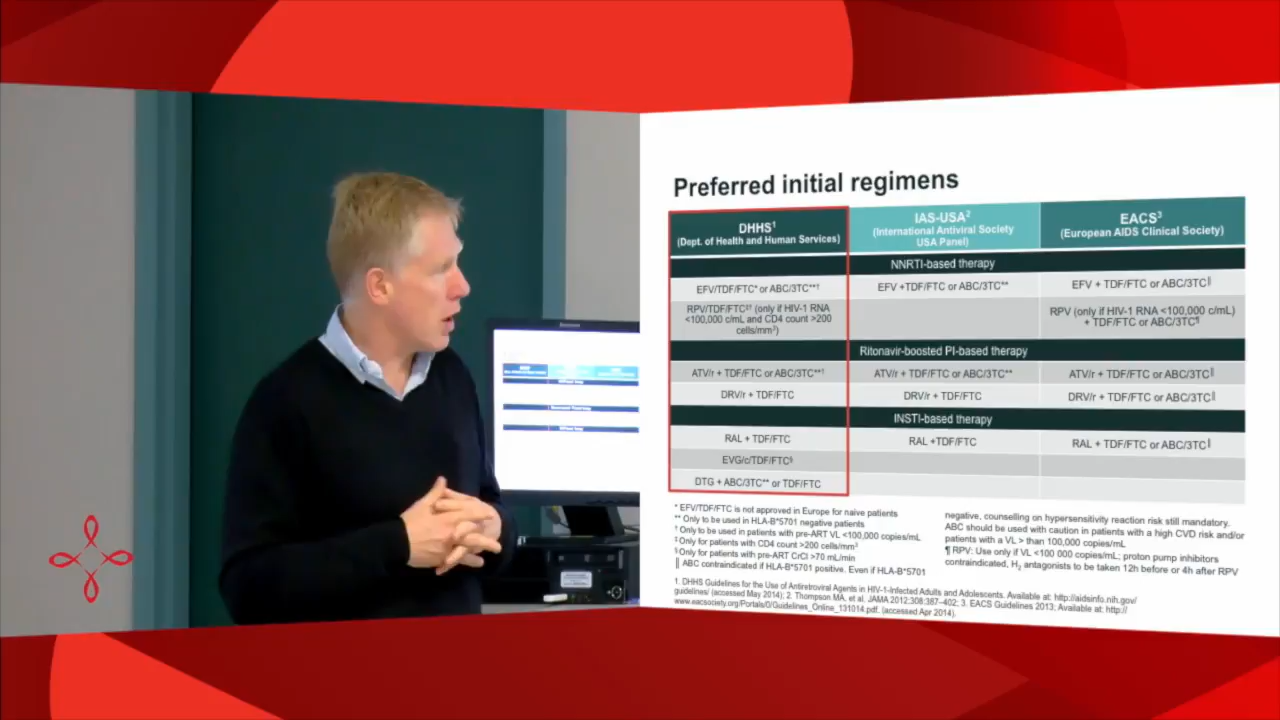 Preferred initial regimens
DHHS¹
(Dept. of Health and Human Services)
IAS-USA²
(International Antiviral Society
USA Panel)
EACS³
(European AIDS Clinical Society)
NNRTI-based therapy
EFV/TDF/FTC* or ABC/3TC**†
EFV +TDF/FTC or ABC/3TC**
EFV + TDF/FTC or ABC/3TC||
RPV/TDF/FTC‡† (only if HIV-1 RNA
<100,000 c/mL and CD4 count >200
cells/mm³)
RPV (only if HIV-1 RNA <100,000 c/mL)
+ TDF/FTC or ABC/3TC¶
Ritonavir-boosted PI-based therapy
ATV/r + TDF/FTC or ABC/3TC**†
ATV/r + TDF/FTC or ABC/3TC**
ATV/r + TDF/FTC or ABC/3TC||
DRV/r + TDF/FTC
DRV/r + TDF/FTC
DRV/r + TDF/FTC or ABC/3TC||
INSTI-based therapy
RAL + TDF/FTC
RAL +TDF/FTC
RAL + TDF/FTC or ABC/3TC||
EVG/c/TDF/FTC§
DTG + ABC/3TC** or TDF/FTC
* EFV/TDF/FTC is not approved in Europe for naive patients
** Only to be used in HLA-B*5701 negative patients
† Only to be used in patients with pre-ART VL <100,000 copies/mL
‡ Only for patients with CD4 count >200 cells/mm³
§ Only for patients with pre-ART CrCl >70 mL/min
|| ABC contraindicated if HLA-B*5701 positive. Even if HLA-B*5701
negative, counselling on hypersensitivity reaction risk still mandatory.
ABC should be used with caution in patients with a high CVD risk and/or
patients with a VL > than 100,000 copies/mL
¶ RPV: Use only if VL <100 000 copies/mL; proton pump inhibitors
contraindicated, H₂ antagonists to be taken 12h before or 4h after RPV
1. DHHS Guidelines for the Use of Antiretroviral Agents in HIV-1-Infected Adults and Adolescents. Available at: http://aidsinfo.nih.gov/
guidelines/ (accessed May 2014); 2. Thompson MA, et al. JAMA 2012;308:387–402; 3. EACS Guidelines 2013; Available at: http://
www.eacsociety.org/Portals/0/Guidelines_Online_131014.pdf. (accessed Apr 2014).